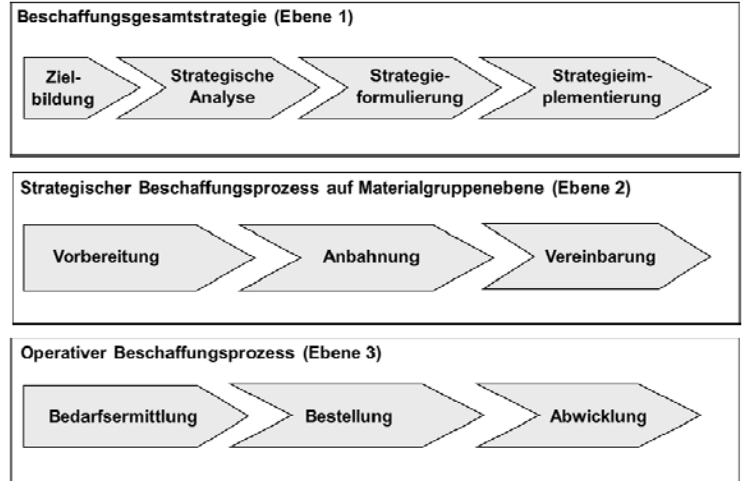 Beschaffungsgesamtstrategie (Ebene 1)
Ziel-
bildung
Strategische
Analyse
Strategie-
formulierung
Strategieim-
plementierung
Strategischer Beschaffungsprozess auf Materialgruppenebene (Ebene 2)
Vorbereitung
Anbahnung
Vereinbarung
Operativer Beschaffungsprozess (Ebene 3)
Bedarfsermittlung
Bestellung
Abwicklung